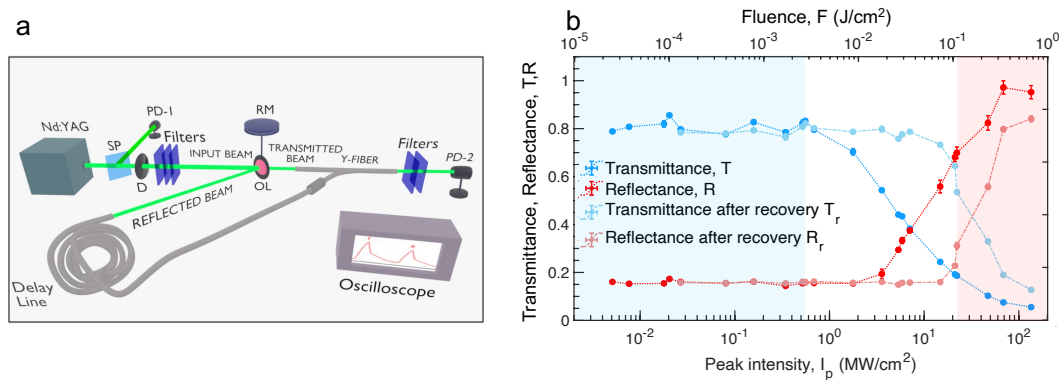 a
Nd:YAG
SP
PD-1
D
Filters
INPUT BEAM
RM
OL
TRANSMITTED
BEAM
Y-FIBER
Filters
PD-2
REFLECTED BEAM
Delay
Line
Oscilloscope
b
Fluence, F (J/cm²)
10⁻⁵ 10⁻⁴ 10⁻³ 10⁻² 10⁻¹ 10⁰
Transmittance, Reflectance, T,R
1
0.8
0.6
0.4
0.2
0
Transmittance, T
Reflectance, R
Transmittance after recovery Tᵣ
Reflectance after recovery Rᵣ
10⁻² 10⁻¹ 10⁰ 10¹ 10²
Peak intensity, Iₚ (MW/cm²)